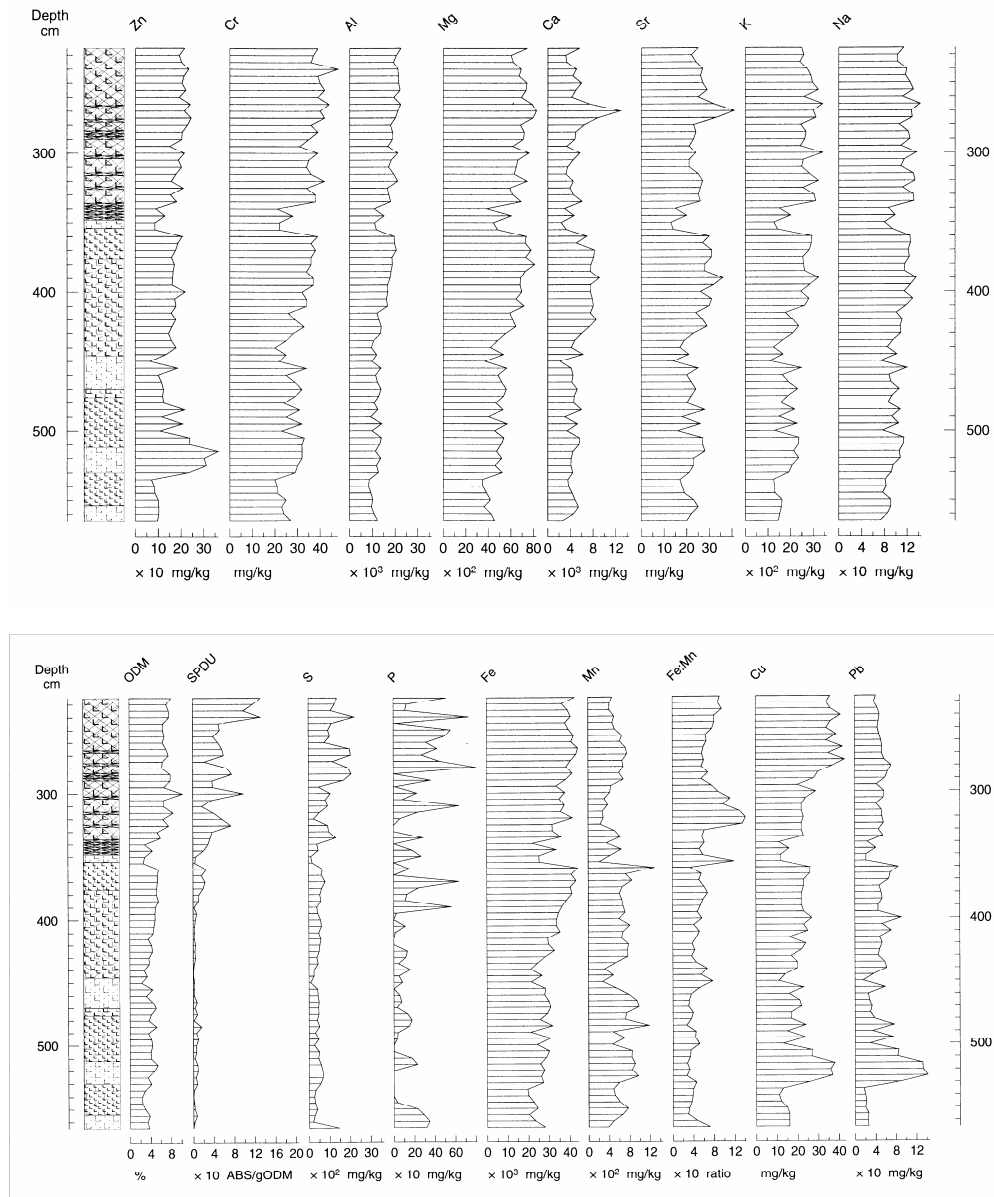 Depth
cm
Zn Cr Al Mg Ca Sr K Na
300 300
400 400
500 500
0 10 20 30 0 10 20 30 40 0 10 20 30 0 20 40 60 80 0 4 8 12 0 10 20 30 0 10 20 30 0 4 8 12
× 10 mg/kg mg/kg × 10³ mg/kg × 10² mg/kg × 10³ mg/kg mg/kg × 10² mg/kg × 10 mg/kg
Depth
cm
ODM SPDU S P Fe Mn Fe:Mn Cu Pb
300 300
400 400
500 500
0 4 8 0 4 8 12 16 20 0 10 20 30 0 20 40 60 0 10 20 30 40 0 4 8 12 0 4 8 12 0 10 20 30 40 0 4 8 12
% × 10 ABS/gODM × 10² mg/kg × 10 mg/kg × 10³ mg/kg × 10² mg/kg × 10 ratio mg/kg × 10 mg/kg